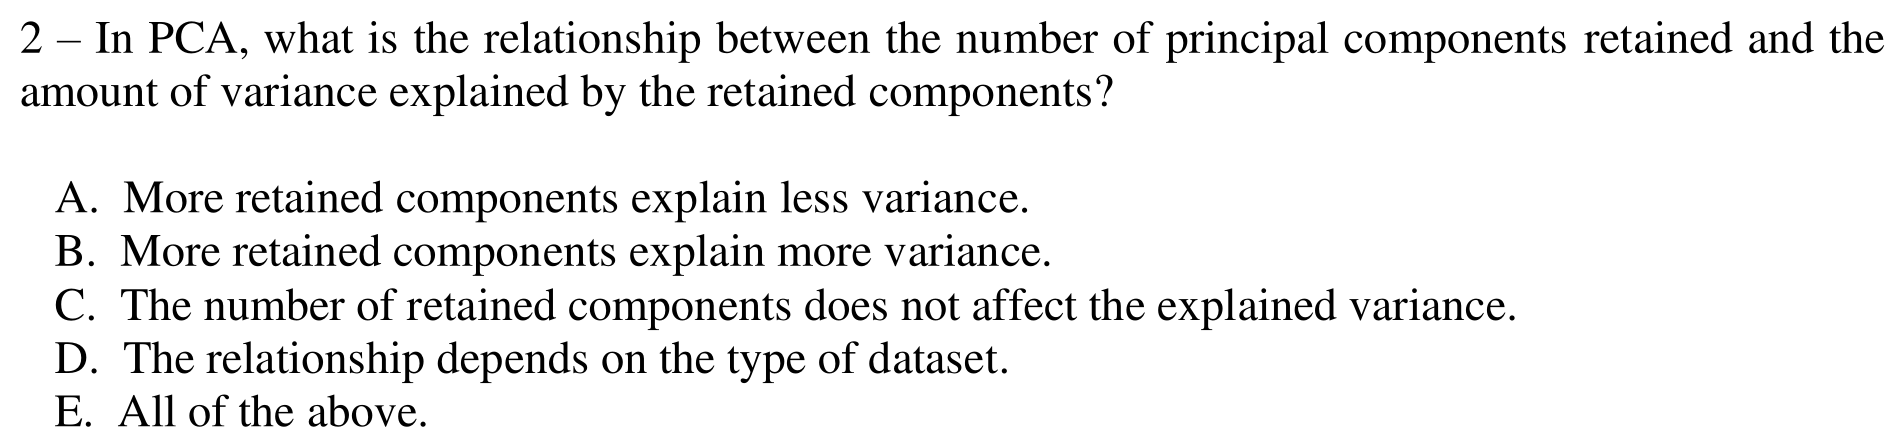 2 – In PCA, what is the relationship between the number of principal components retained and the
amount of variance explained by the retained components?
A. More retained components explain less variance.
B. More retained components explain more variance.
C. The number of retained components does not affect the explained variance.
D. The relationship depends on the type of dataset.
E. All of the above.